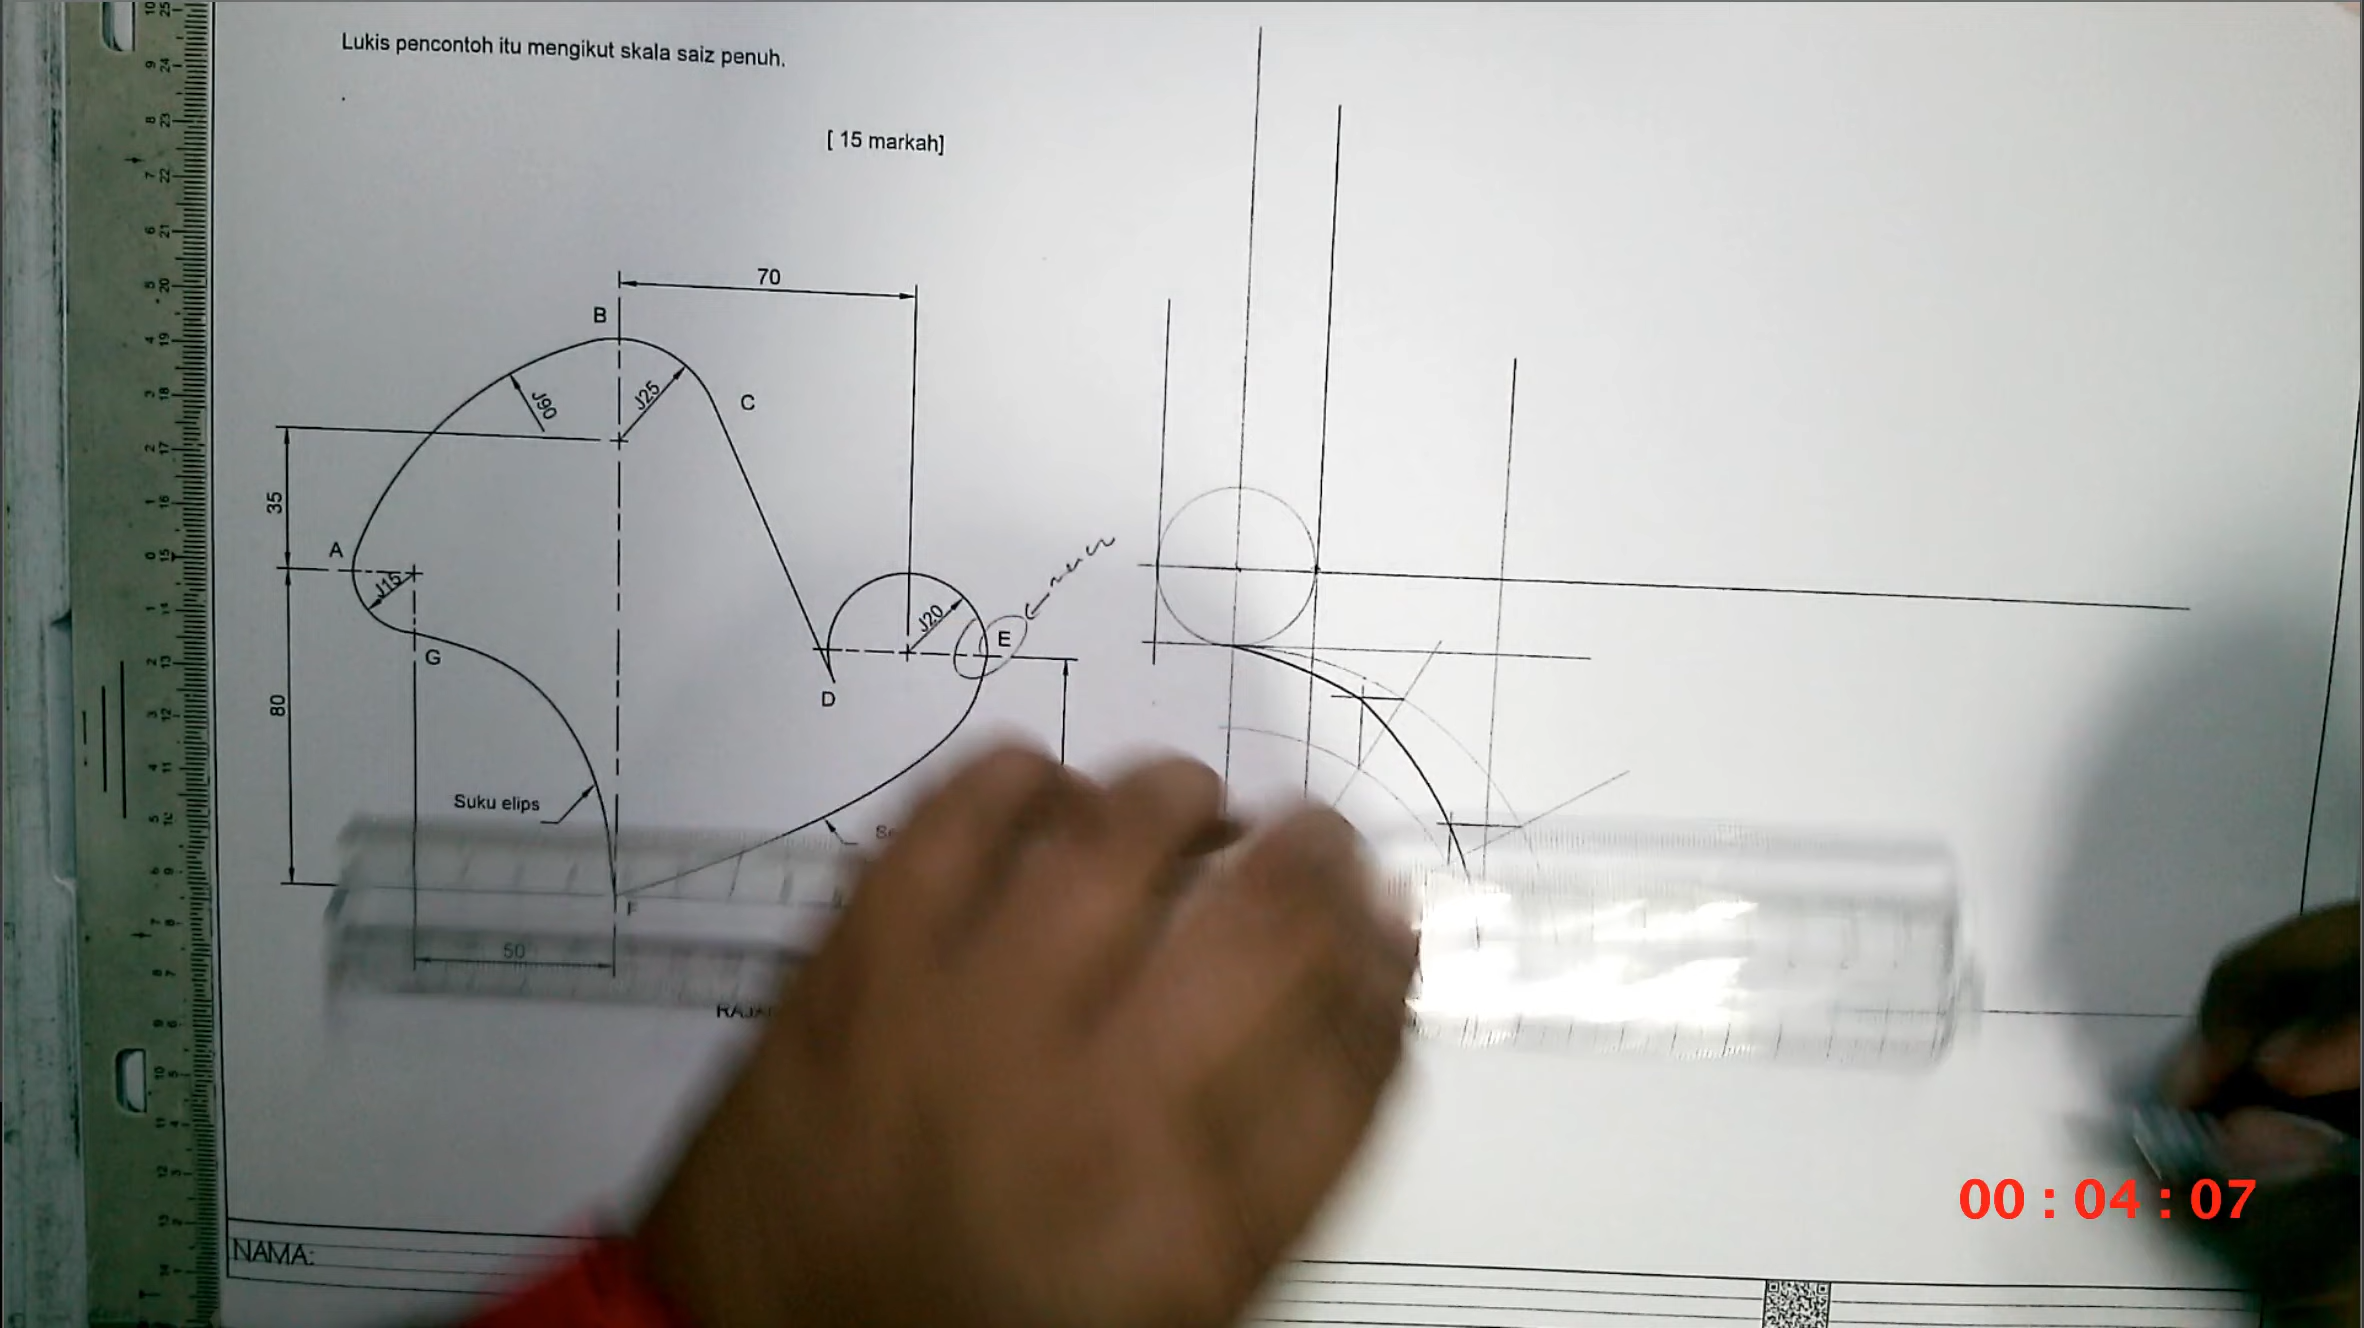 Lukis pencontoh itu mengikut skala saiz penuh.
[ 15 markah]
70
B
J90
J25
C
35
A
J15
J20
E
G
D
80
Suku elips
F
50
NAMA:
00 : 04 : 07